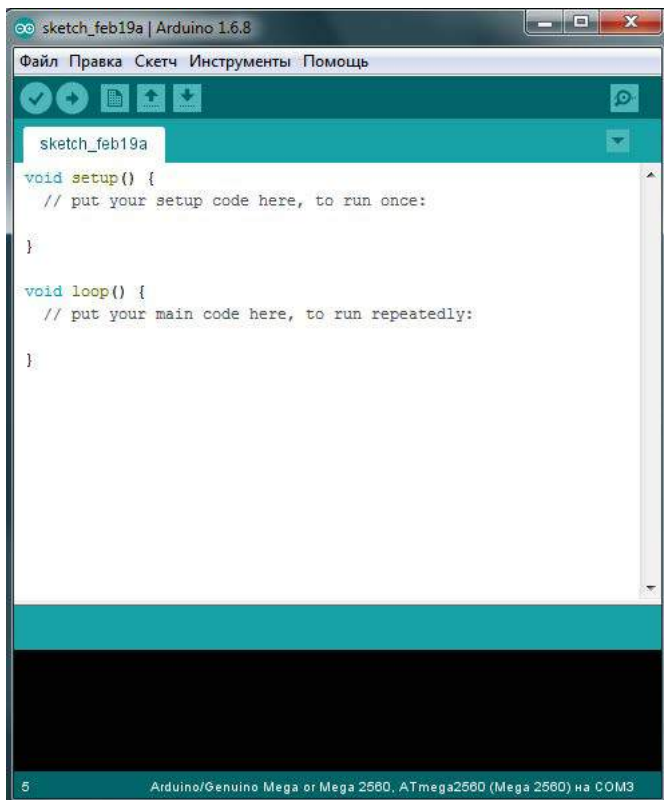 sketch_feb19a | Arduino 1.6.8
Файл Правка Скетч Инструменты Помощь
sketch_feb19a
void setup() {
  // put your setup code here, to run once:
}
void loop() {
  // put your main code here, to run repeatedly:
}
5 Arduino/Genuino Mega or Mega 2560, ATmega2560 (Mega 2560) на COM3